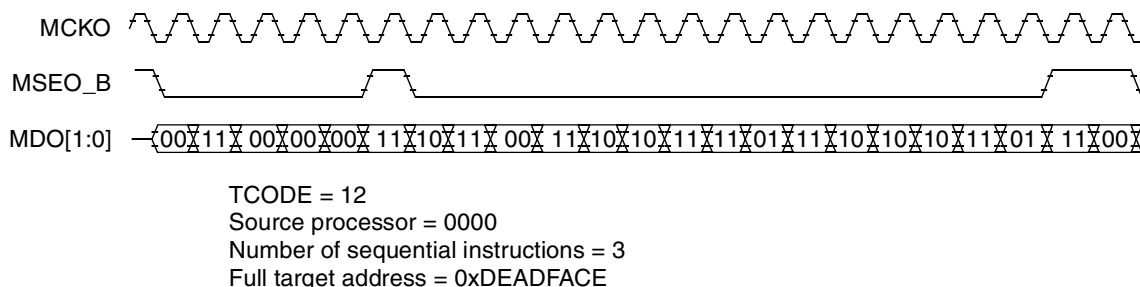 MCKO
MSEO_B
MDO[1:0] 00 11 00 00 00 11 10 11 00 11 10 10 11 11 01 11 10 10 10 11 01 11 00
TCODE = 12
Source processor = 0000
Number of sequential instructions = 3
Full target address = 0xDEADFACE